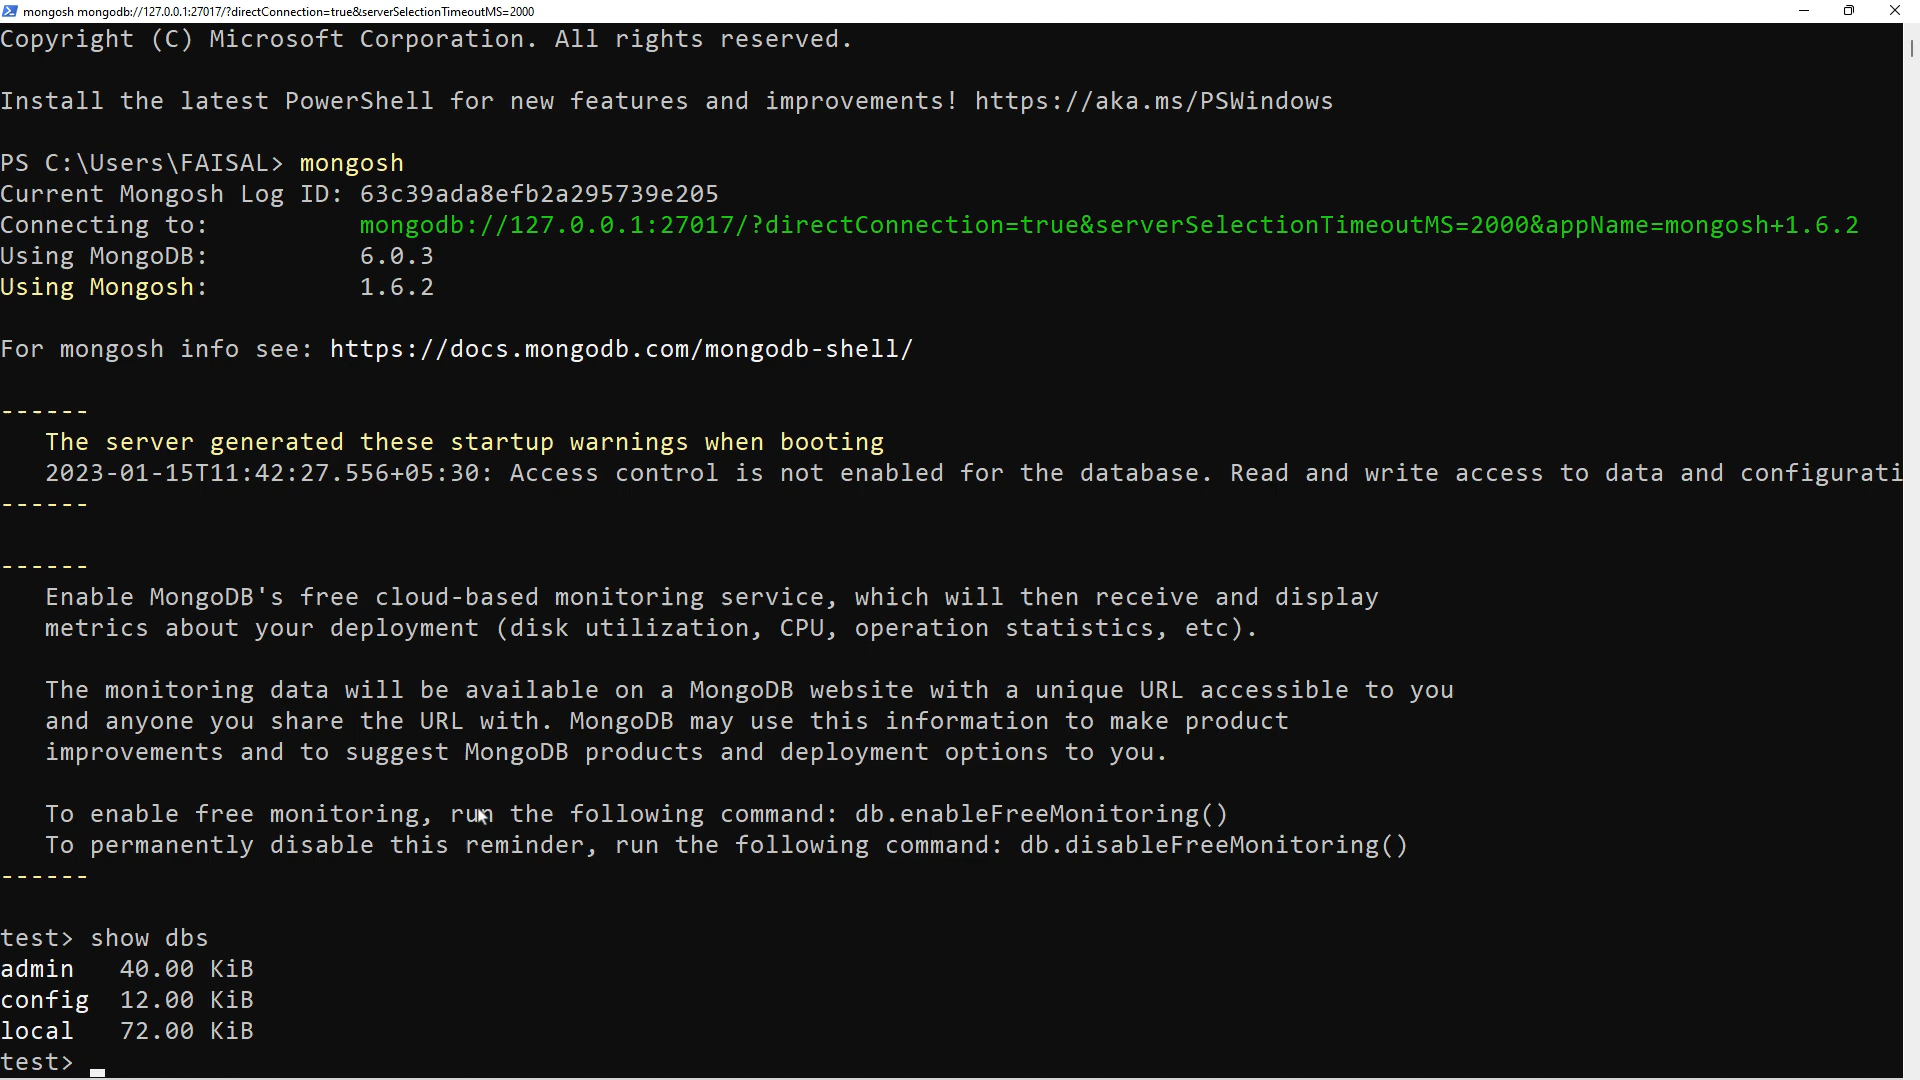 mongosh mongodb://127.0.0.1:27017/?directConnection=true&serverSelectionTimeoutMS=2000
Copyright (C) Microsoft Corporation. All rights reserved.
Install the latest PowerShell for new features and improvements! https://aka.ms/PSWindows
PS C:\Users\FAISAL> mongosh
Current Mongosh Log ID: 63c39ada8efb2a295739e205
Connecting to:          mongodb://127.0.0.1:27017/?directConnection=true&serverSelectionTimeoutMS=2000&appName=mongosh+1.6.2
Using MongoDB:          6.0.3
Using Mongosh:          1.6.2
For mongosh info see: https://docs.mongodb.com/mongodb-shell/
------
The server generated these startup warnings when booting
2023-01-15T11:42:27.556+05:30: Access control is not enabled for the database. Read and write access to data and configurati
------
------
Enable MongoDB's free cloud-based monitoring service, which will then receive and display
metrics about your deployment (disk utilization, CPU, operation statistics, etc).
The monitoring data will be available on a MongoDB website with a unique URL accessible to you
and anyone you share the URL with. MongoDB may use this information to make product
improvements and to suggest MongoDB products and deployment options to you.
To enable free monitoring, run the following command: db.enableFreeMonitoring()
To permanently disable this reminder, run the following command: db.disableFreeMonitoring()
------
test> show dbs
admin   40.00 KiB
config  12.00 KiB
local   72.00 KiB
test>